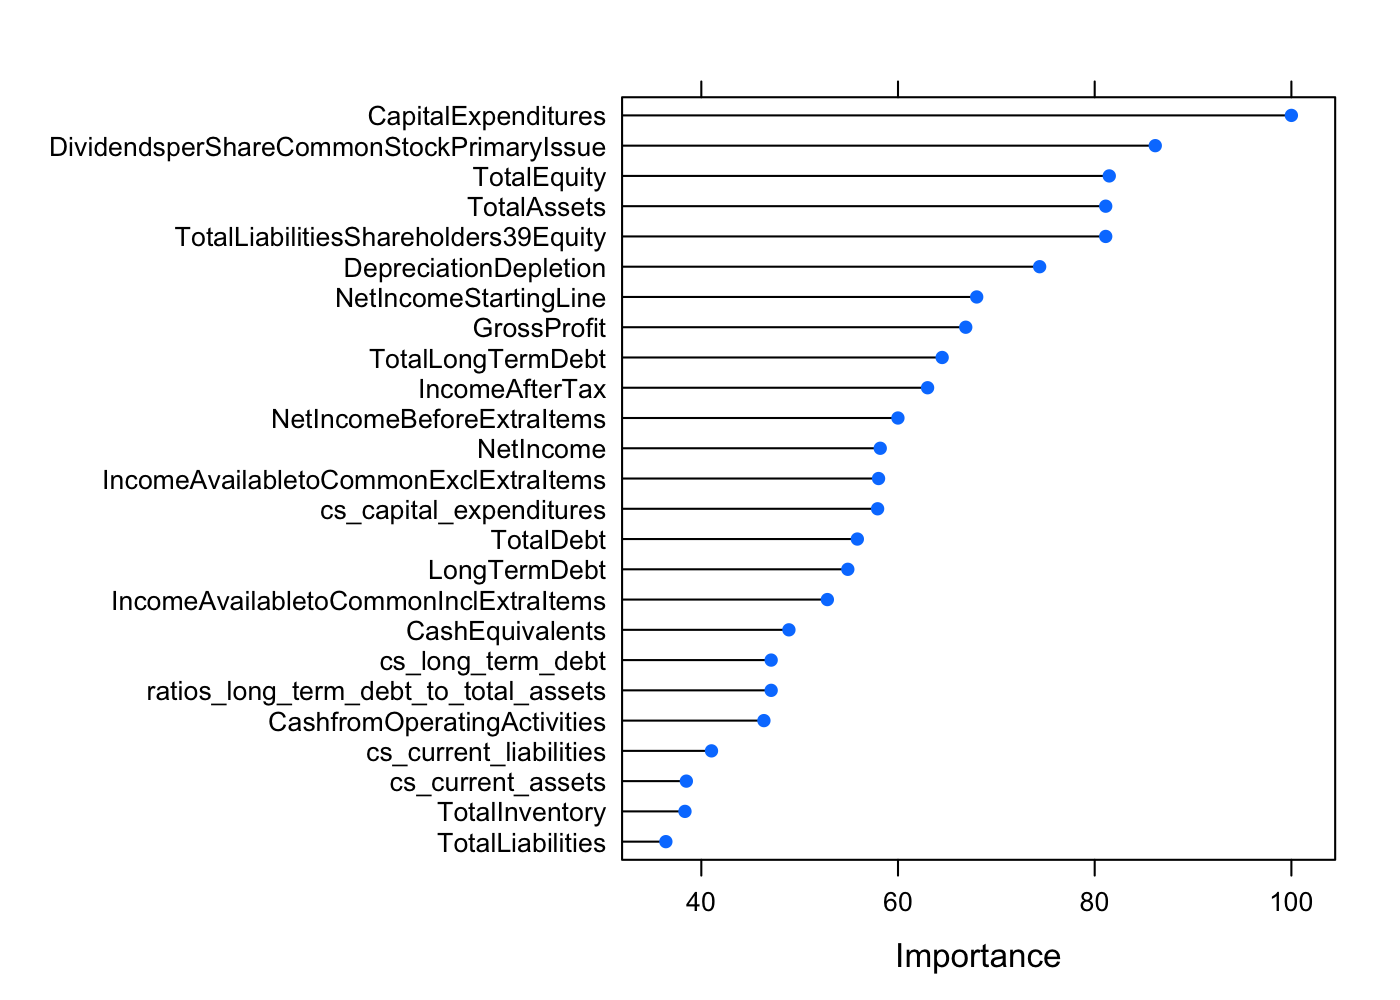 CapitalExpenditures
DividendsperShareCommonStockPrimaryIssue
TotalEquity
TotalAssets
TotalLiabilitiesShareholders39Equity
DepreciationDepletion
NetIncomeStartingLine
GrossProfit
TotalLongTermDebt
IncomeAfterTax
NetIncomeBeforeExtraItems
NetIncome
IncomeAvailabletoCommonExclExtraItems
cs_capital_expenditures
TotalDebt
LongTermDebt
IncomeAvailabletoCommonInclExtraItems
CashEquivalents
cs_long_term_debt
ratios_long_term_debt_to_total_assets
CashfromOperatingActivities
cs_current_liabilities
cs_current_assets
TotalInventory
TotalLiabilities
40 60 80 100
Importance